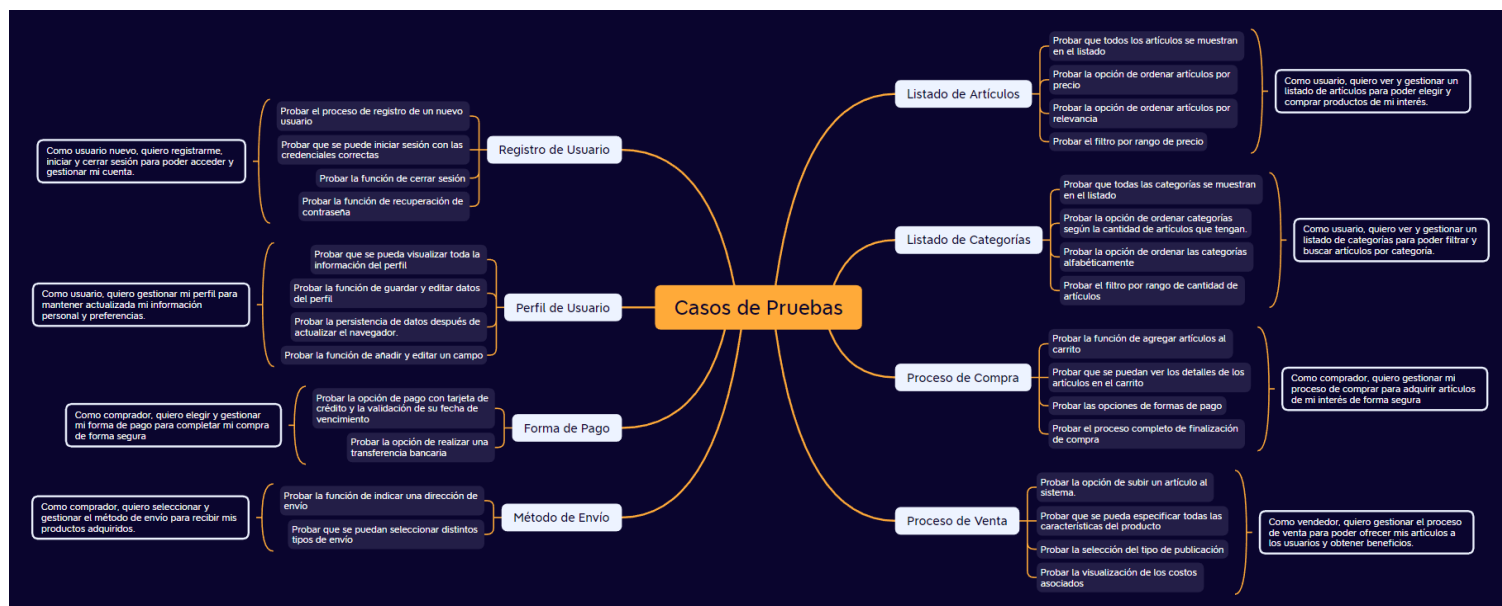 Casos de Pruebas
Registro de Usuario
Probar el proceso de registro de un nuevo
usuario
Probar que se puede iniciar sesión con las
credenciales correctas
Probar la función de cerrar sesión
Probar la función de recuperación de
contraseña
Como usuario nuevo, quiero registrarme,
iniciar y cerrar sesión para poder acceder y
gestionar mi cuenta.
Perfil de Usuario
Probar que se pueda visualizar toda la
información del perfil
Probar la función de guardar y editar datos
del perfil
Probar la persistencia de datos después de
actualizar el navegador.
Probar la función de añadir y editar un campo
Como usuario, quiero gestionar mi perfil para
mantener actualizada mi información
personal y preferencias.
Forma de Pago
Probar la opción de pago con tarjeta de
crédito y la validación de su fecha de
vencimiento
Probar la opción de realizar una
transferencia bancaria
Como comprador, quiero elegir y gestionar
mi forma de pago para completar mi compra
de forma segura
Método de Envío
Probar la función de indicar una dirección de
envío
Probar que se puedan seleccionar distintos
tipos de envío
Como comprador, quiero seleccionar y
gestionar el método de envío para recibir mis
productos adquiridos.
Listado de Artículos
Probar que todos los artículos se muestran
en el listado
Probar la opción de ordenar artículos por
precio
Probar la opción de ordenar artículos por
relevancia
Probar el filtro por rango de precio
Como usuario, quiero ver y gestionar un
listado de artículos para poder elegir y
comprar productos de mi interés.
Listado de Categorías
Probar que todas las categorías se muestran
en el listado
Probar la opción de ordenar categorías
según la cantidad de artículos que tengan.
Probar la opción de ordenar las categorías
alfabéticamente
Probar el filtro por rango de cantidad de
artículos
Como usuario, quiero ver y gestionar un
listado de categorías para poder filtrar y
buscar artículos por categoría.
Proceso de Compra
Probar la función de agregar artículos al
carrito
Probar que se puedan ver los detalles de los
artículos en el carrito
Probar las opciones de formas de pago
Probar el proceso completo de finalización
de compra
Como comprador, quiero gestionar mi
proceso de comprar para adquirir artículos
de mi interés de forma segura
Proceso de Venta
Probar la opción de subir un artículo al
sistema.
Probar que se pueda especificar todas las
características del producto
Probar la selección del tipo de publicación
Probar la visualización de los costos
asociados
Como vendedor, quiero gestionar el proceso
de venta para poder ofrecer mis artículos a
los usuarios y obtener beneficios.